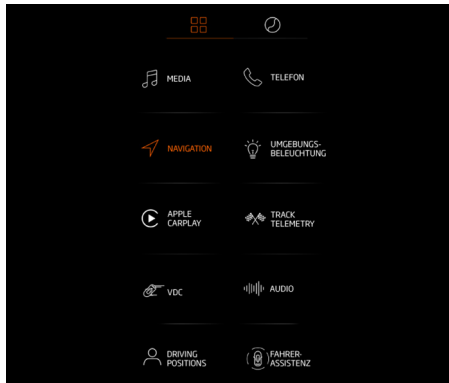 MEDIA
TELEFON
NAVIGATION
UMGEBUNGS-
BELEUCHTUNG
APPLE
CARPLAY
TRACK
TELEMETRY
VDC
AUDIO
DRIVING
POSITIONS
FAHRER-
ASSISTENZ